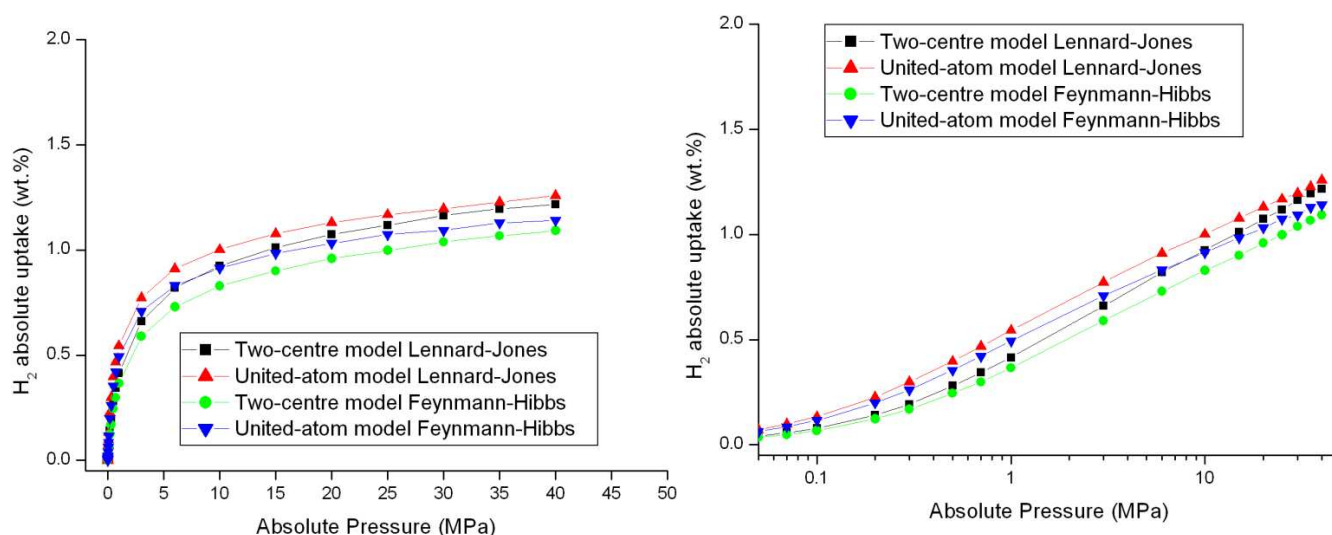 2.0
1.5
1.0
0.5
0.0
H2 absolute uptake (wt.%)
Two-centre model Lennard-Jones
United-atom model Lennard-Jones
Two-centre model Feynmann-Hibbs
United-atom model Feynmann-Hibbs
0 5 10 15 20 25 30 35 40 45 50
Absolute Pressure (MPa)
2.0
1.5
1.0
0.5
0.0
H2 absolute uptake (wt.%)
Two-centre model Lennard-Jones
United-atom model Lennard-Jones
Two-centre model Feynmann-Hibbs
United-atom model Feynmann-Hibbs
0.1 1 10
Absolute Pressure (MPa)